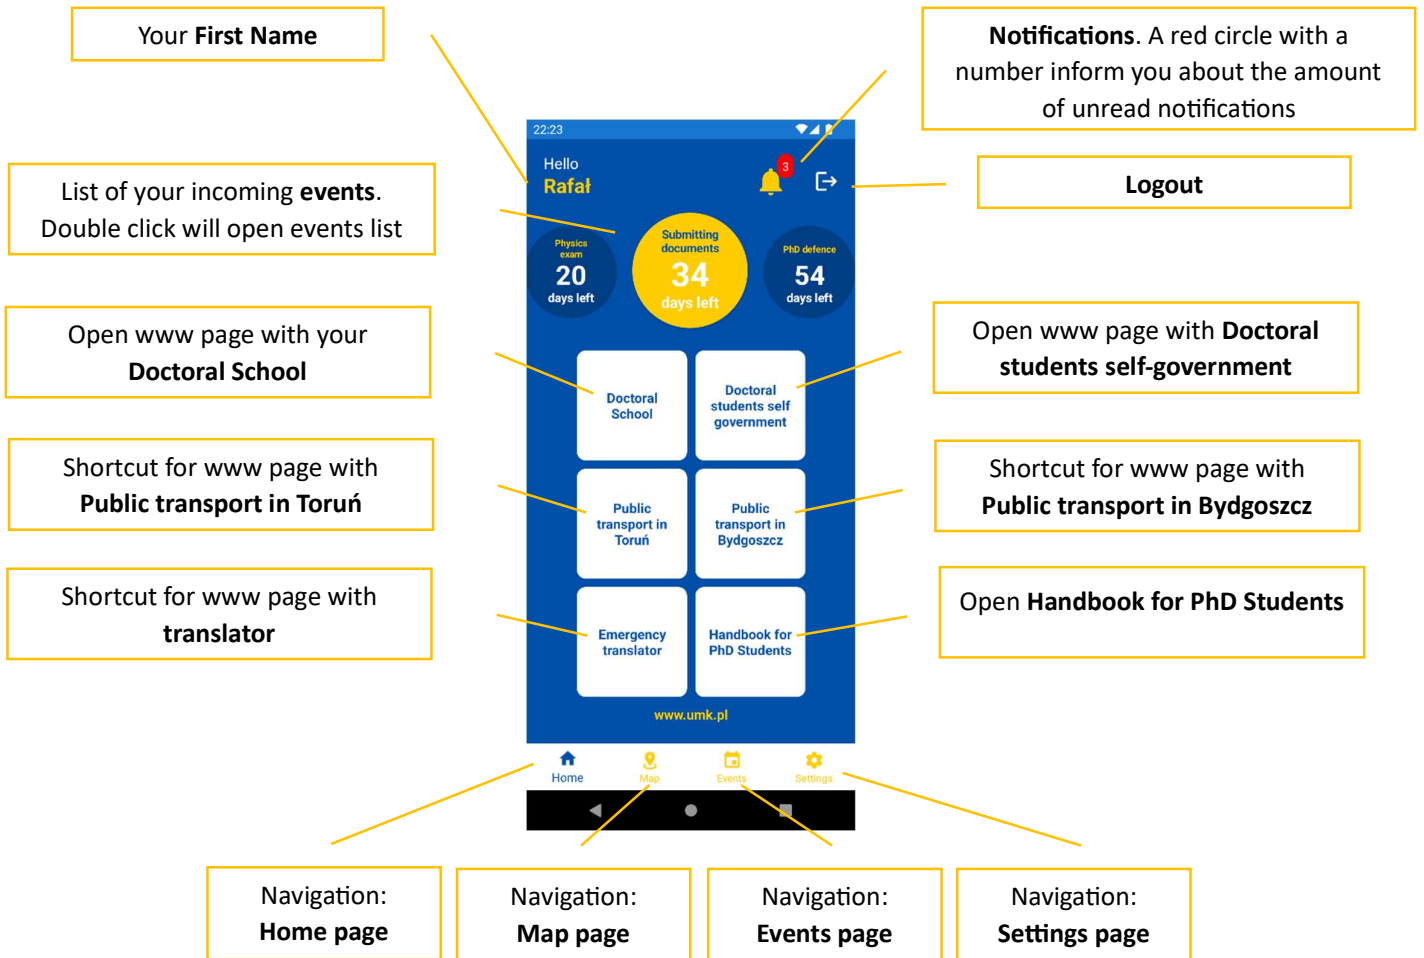 Your First Name
Notifications. A red circle with a
number inform you about the amount
of unread notifications
22:23
Hello
Rafał
3
Logout
List of your incoming events.
Double click will open events list
Physics
exam
20
days left
Submitting
documents
34
days left
PhD defence
54
days left
Open www page with your
Doctoral School
Doctoral
School
Doctoral
students self
government
Open www page with Doctoral
students self-government
Shortcut for www page with
Public transport in Toruń
Public
transport in
Toruń
Public
transport in
Bydgoszcz
Shortcut for www page with
Public transport in Bydgoszcz
Shortcut for www page with
translator
Emergency
translator
Handbook for
PhD Students
Open Handbook for PhD Students
www.umk.pl
Home
Map
Events
Settings
Navigation:
Home page
Navigation:
Map page
Navigation:
Events page
Navigation:
Settings page